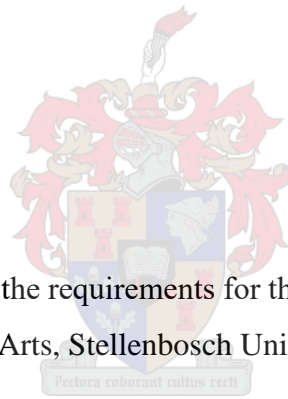 the requirements for th
Arts, Stellenbosch Uni
Pectora roborant cultus recti